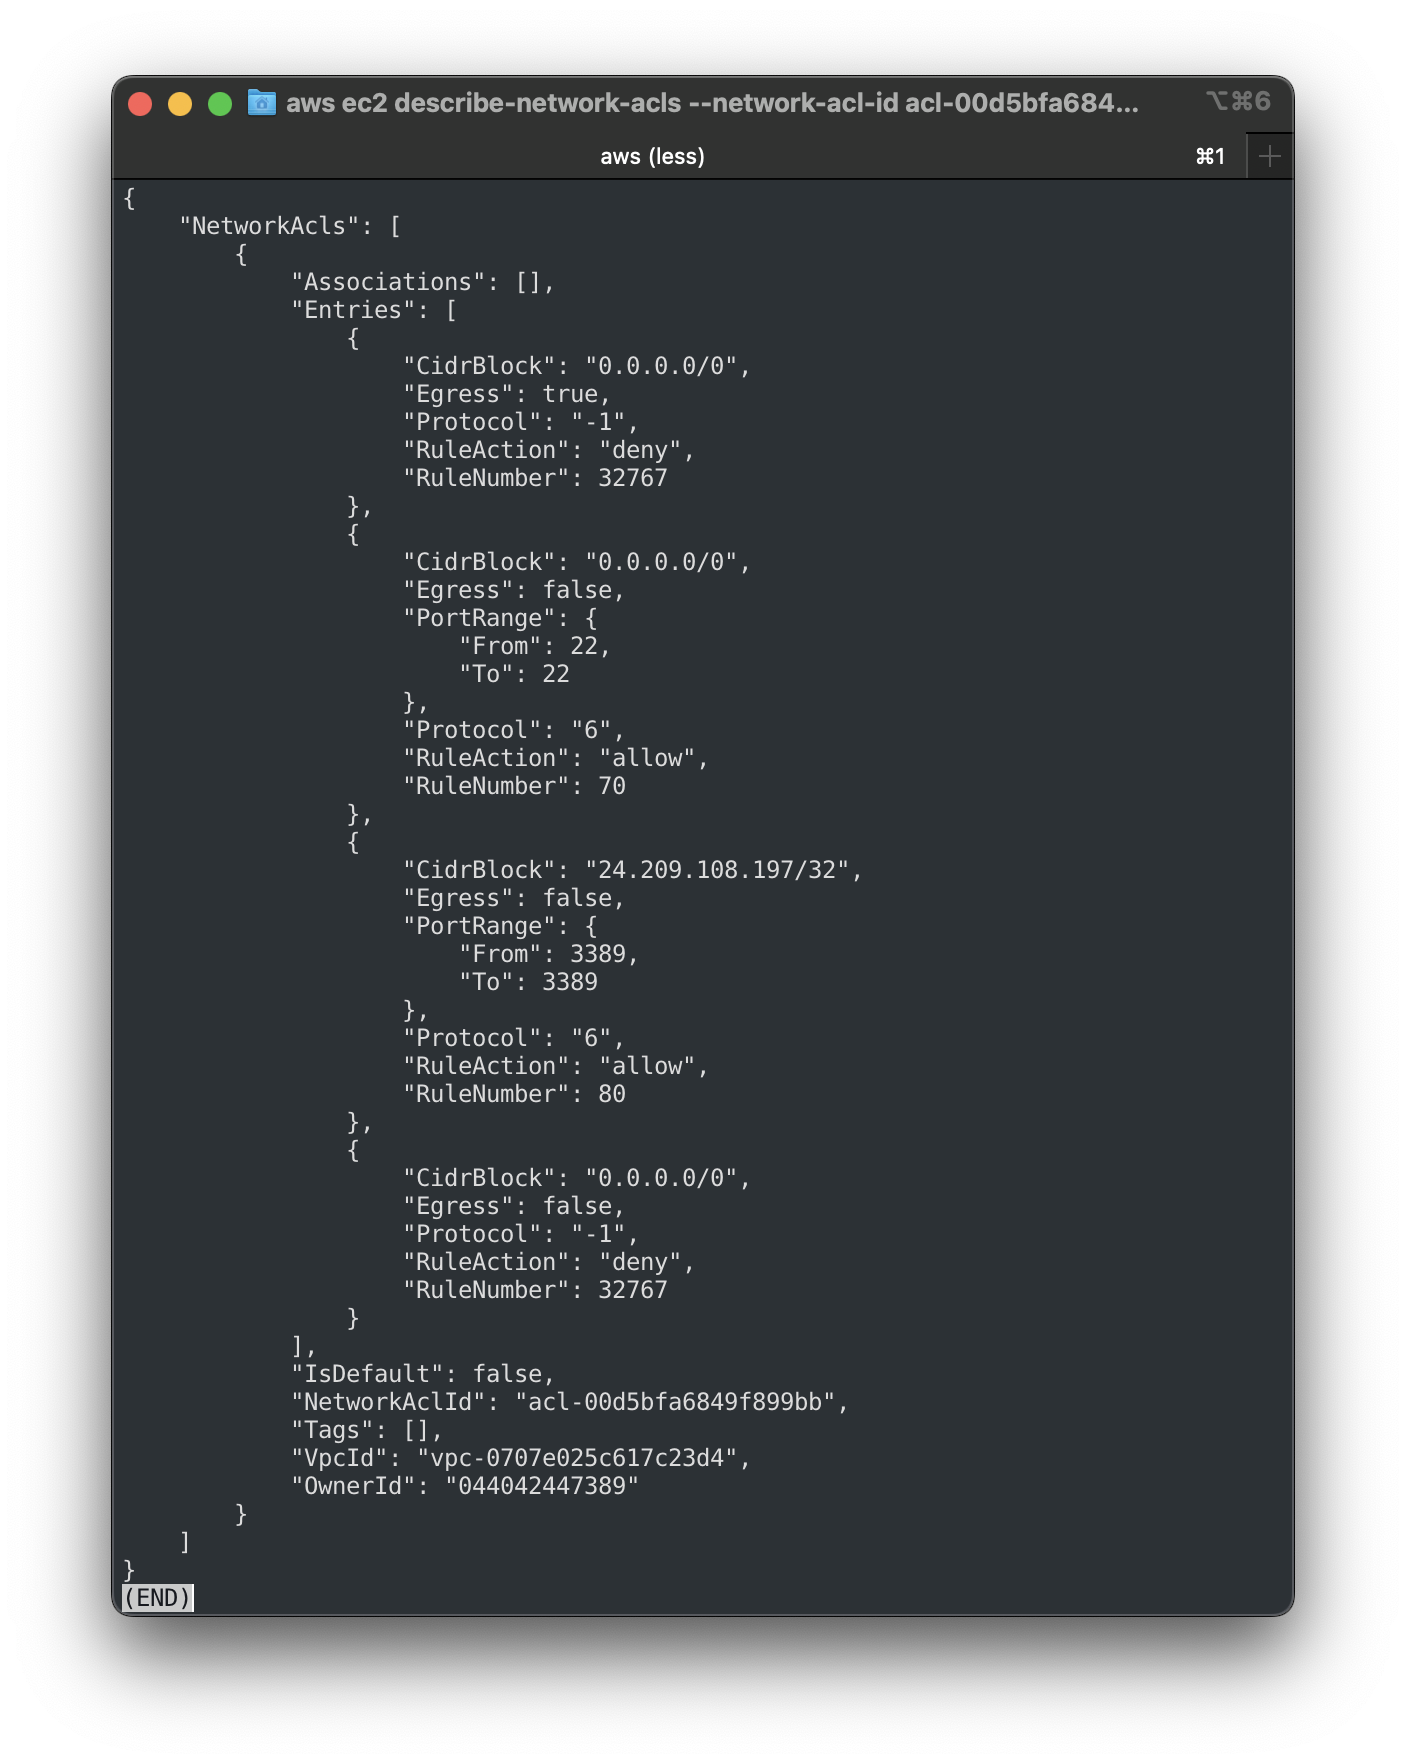 aws ec2 describe-network-acls --network-acl-id acl-00d5bfa684... ⌥⌘6
aws (less) ⌘1
{
    "NetworkAcls": [
        {
            "Associations": [],
            "Entries": [
                {
                    "CidrBlock": "0.0.0.0/0",
                    "Egress": true,
                    "Protocol": "-1",
                    "RuleAction": "deny",
                    "RuleNumber": 32767
                },
                {
                    "CidrBlock": "0.0.0.0/0",
                    "Egress": false,
                    "PortRange": {
                        "From": 22,
                        "To": 22
                    },
                    "Protocol": "6",
                    "RuleAction": "allow",
                    "RuleNumber": 70
                },
                {
                    "CidrBlock": "24.209.108.197/32",
                    "Egress": false,
                    "PortRange": {
                        "From": 3389,
                        "To": 3389
                    },
                    "Protocol": "6",
                    "RuleAction": "allow",
                    "RuleNumber": 80
                },
                {
                    "CidrBlock": "0.0.0.0/0",
                    "Egress": false,
                    "Protocol": "-1",
                    "RuleAction": "deny",
                    "RuleNumber": 32767
                }
            ],
            "IsDefault": false,
            "NetworkAclId": "acl-00d5bfa6849f899bb",
            "Tags": [],
            "VpcId": "vpc-0707e025c617c23d4",
            "OwnerId": "044042447389"
        }
    ]
}
(END)